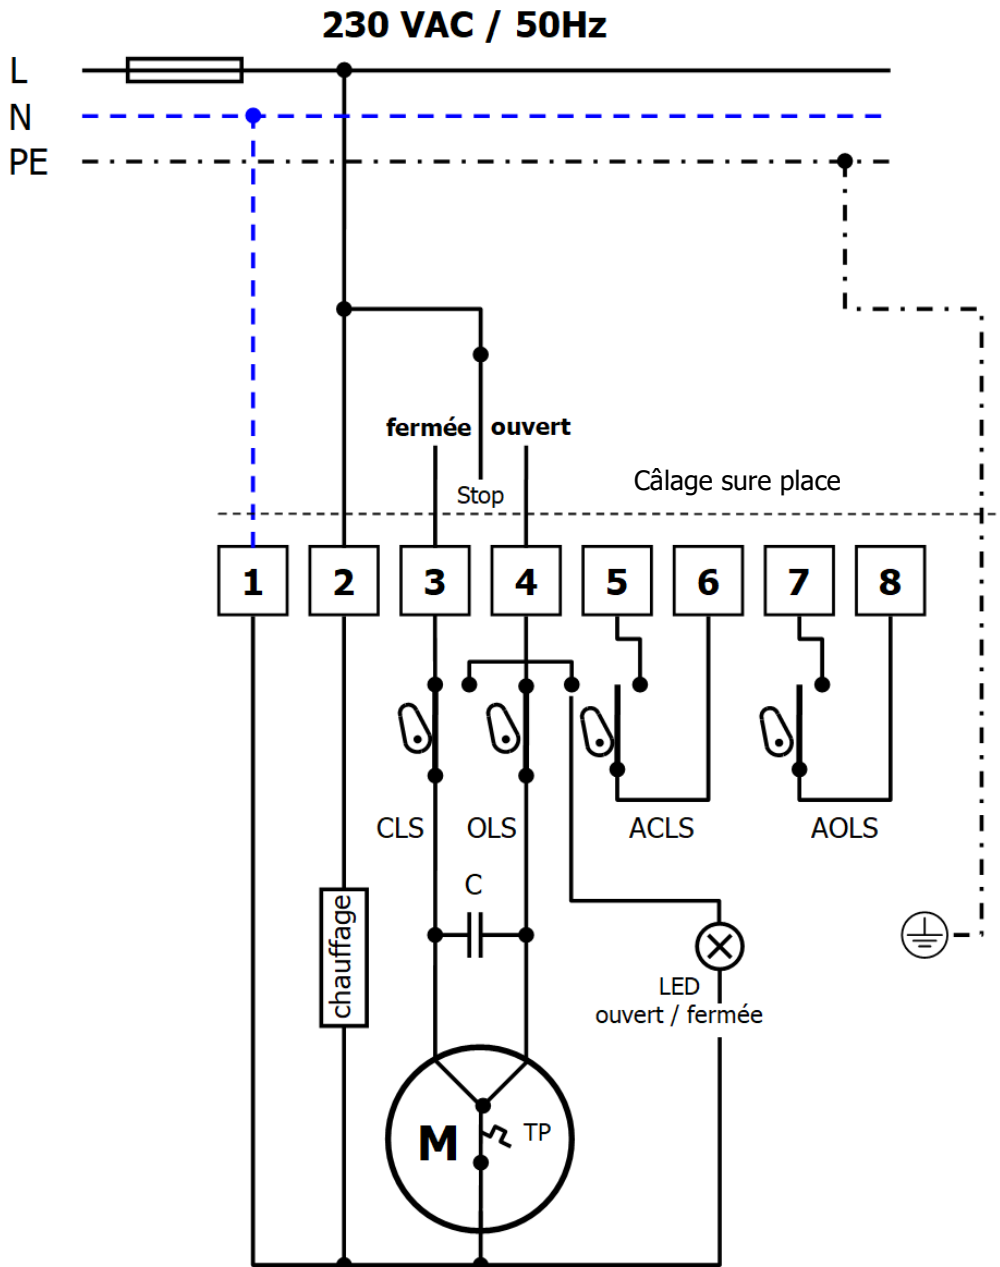 230 VAC / 50Hz
L
N
PE
fermée ouvert
Stop
Câlage sure place
1 2 3 4 5 6 7 8
CLS OLS ACLS AOLS
C
chauffage
LED
ouvert / fermée
M TP